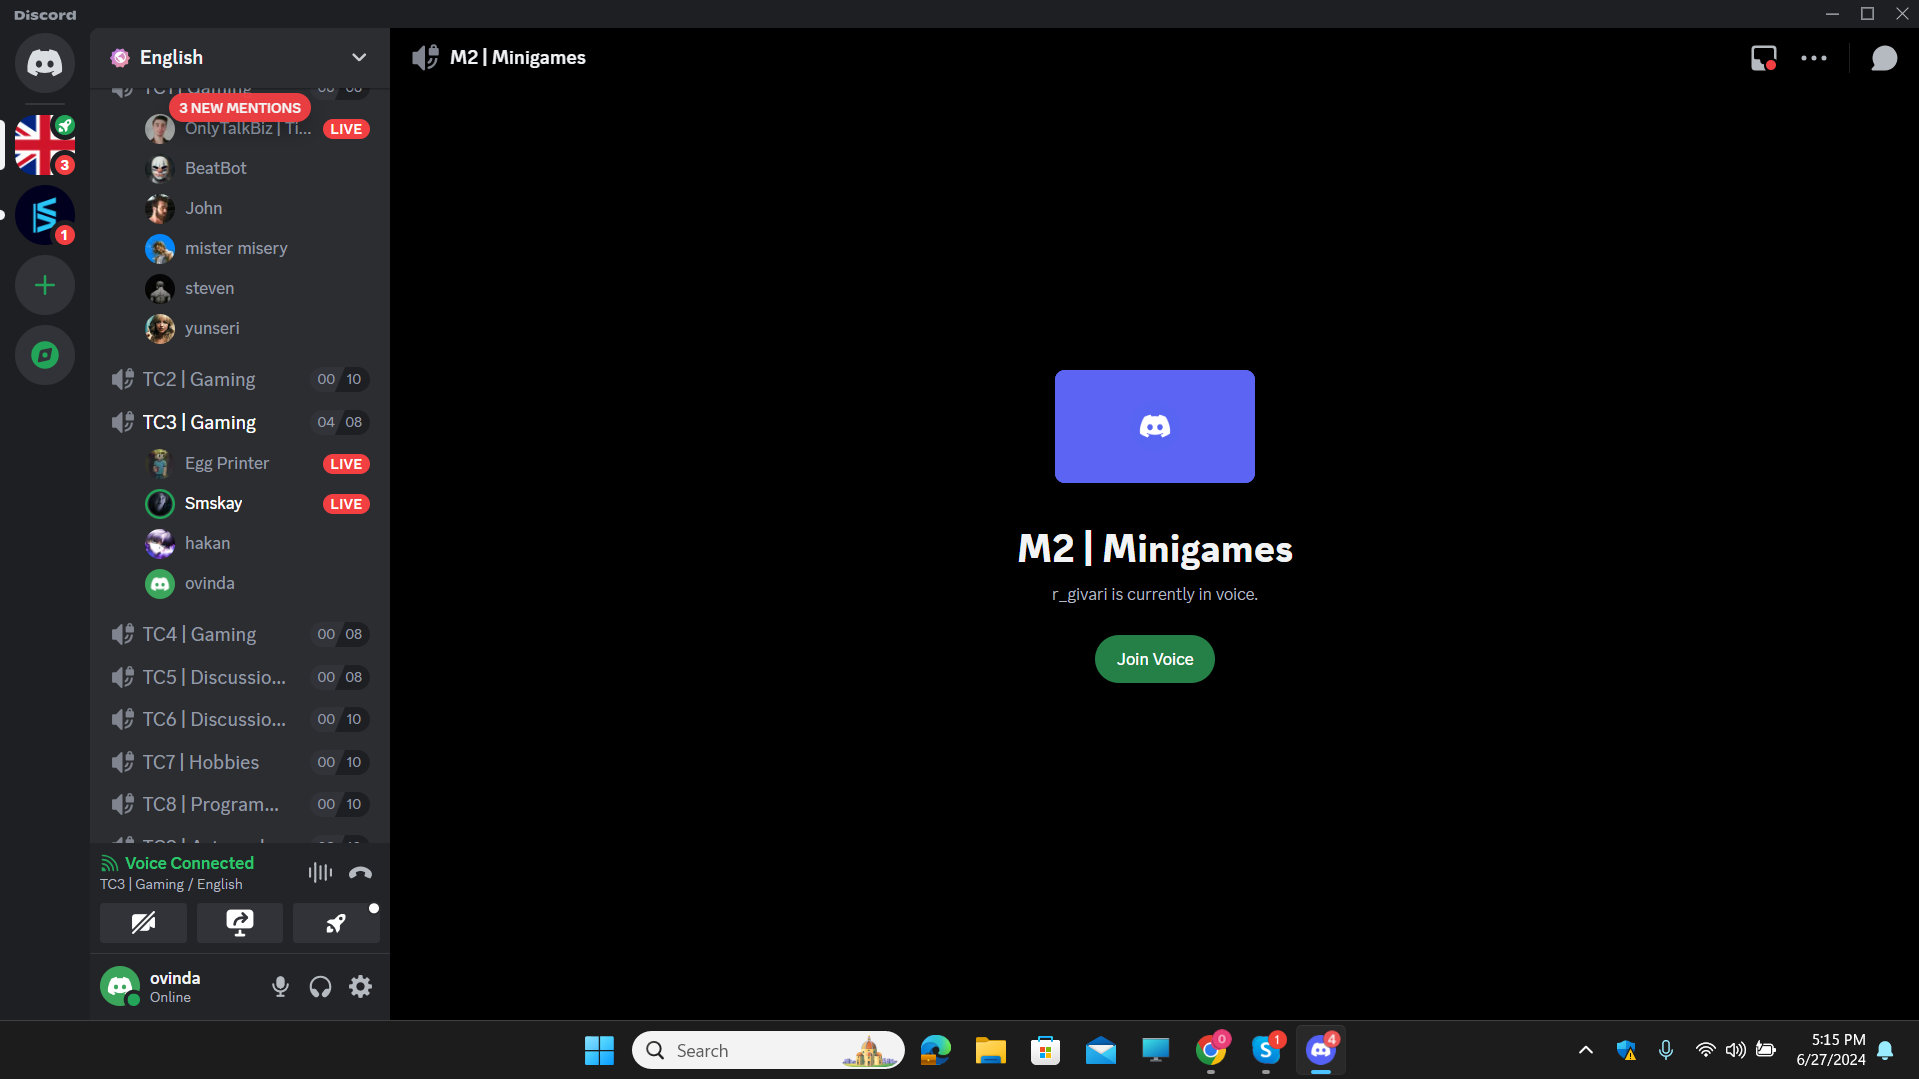 Discord
English
TC1 | Gaming
3 NEW MENTIONS
OnlyTalkBiz | Ti... LIVE
BeatBot
John
mister misery
steven
yunseri
TC2 | Gaming 00 10
TC3 | Gaming 04 08
Egg Printer LIVE
Smskay LIVE
hakan
ovinda
TC4 | Gaming 00 08
TC5 | Discussio... 00 08
TC6 | Discussio... 00 10
TC7 | Hobbies 00 10
TC8 | Program... 00 10
Voice Connected
TC3 | Gaming / English
ovinda
Online
3
1
M2 | Minigames
M2 | Minigames
r_givari is currently in voice.
Join Voice
Search
0
1
4
5:15 PM
6/27/2024